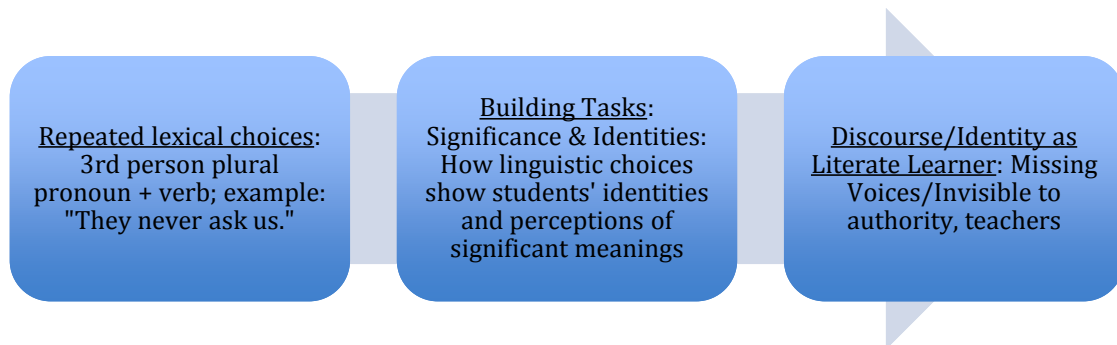 Repeated lexical choices:
3rd person plural
pronoun + verb; example:
"They never ask us."
Building Tasks:
Significance & Identities:
How linguistic choices
show students' identities
and perceptions of
significant meanings
Discourse/Identity as
Literate Learner: Missing
Voices/Invisible to
authority, teachers